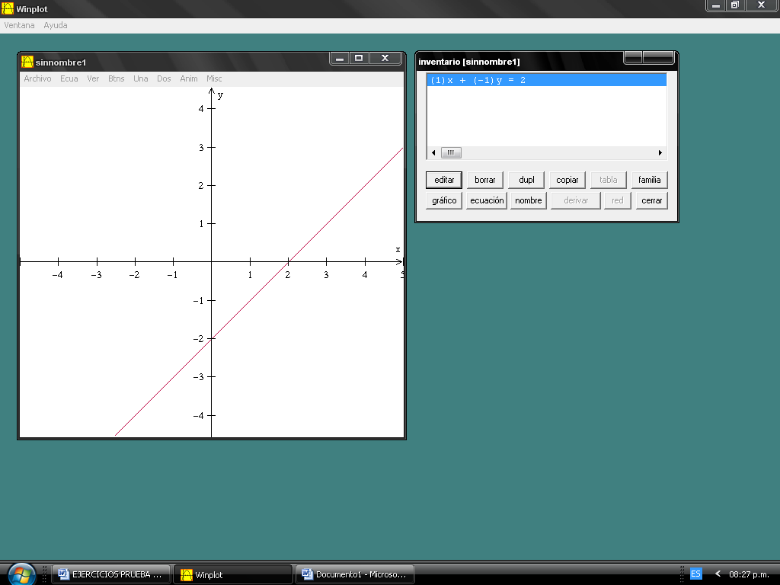 Winplot
Ventana Ayuda
sinnombre1
Archivo Ecua Ver Btns Una Dos Anim Misc
y
4
3
2
1
x
-4 -3 -2 -1 1 2 3 4 5
-1
-2
-3
-4
inventario [sinnombre1]
(1)x + (-1)y = 2
editar borrar dupl copiar tabla familia
gráfico ecuación nombre derivar red cerrar
EJERCICIOS PRUEBA ... Winplot Documento1 - Microso... ES 08:27 p.m.